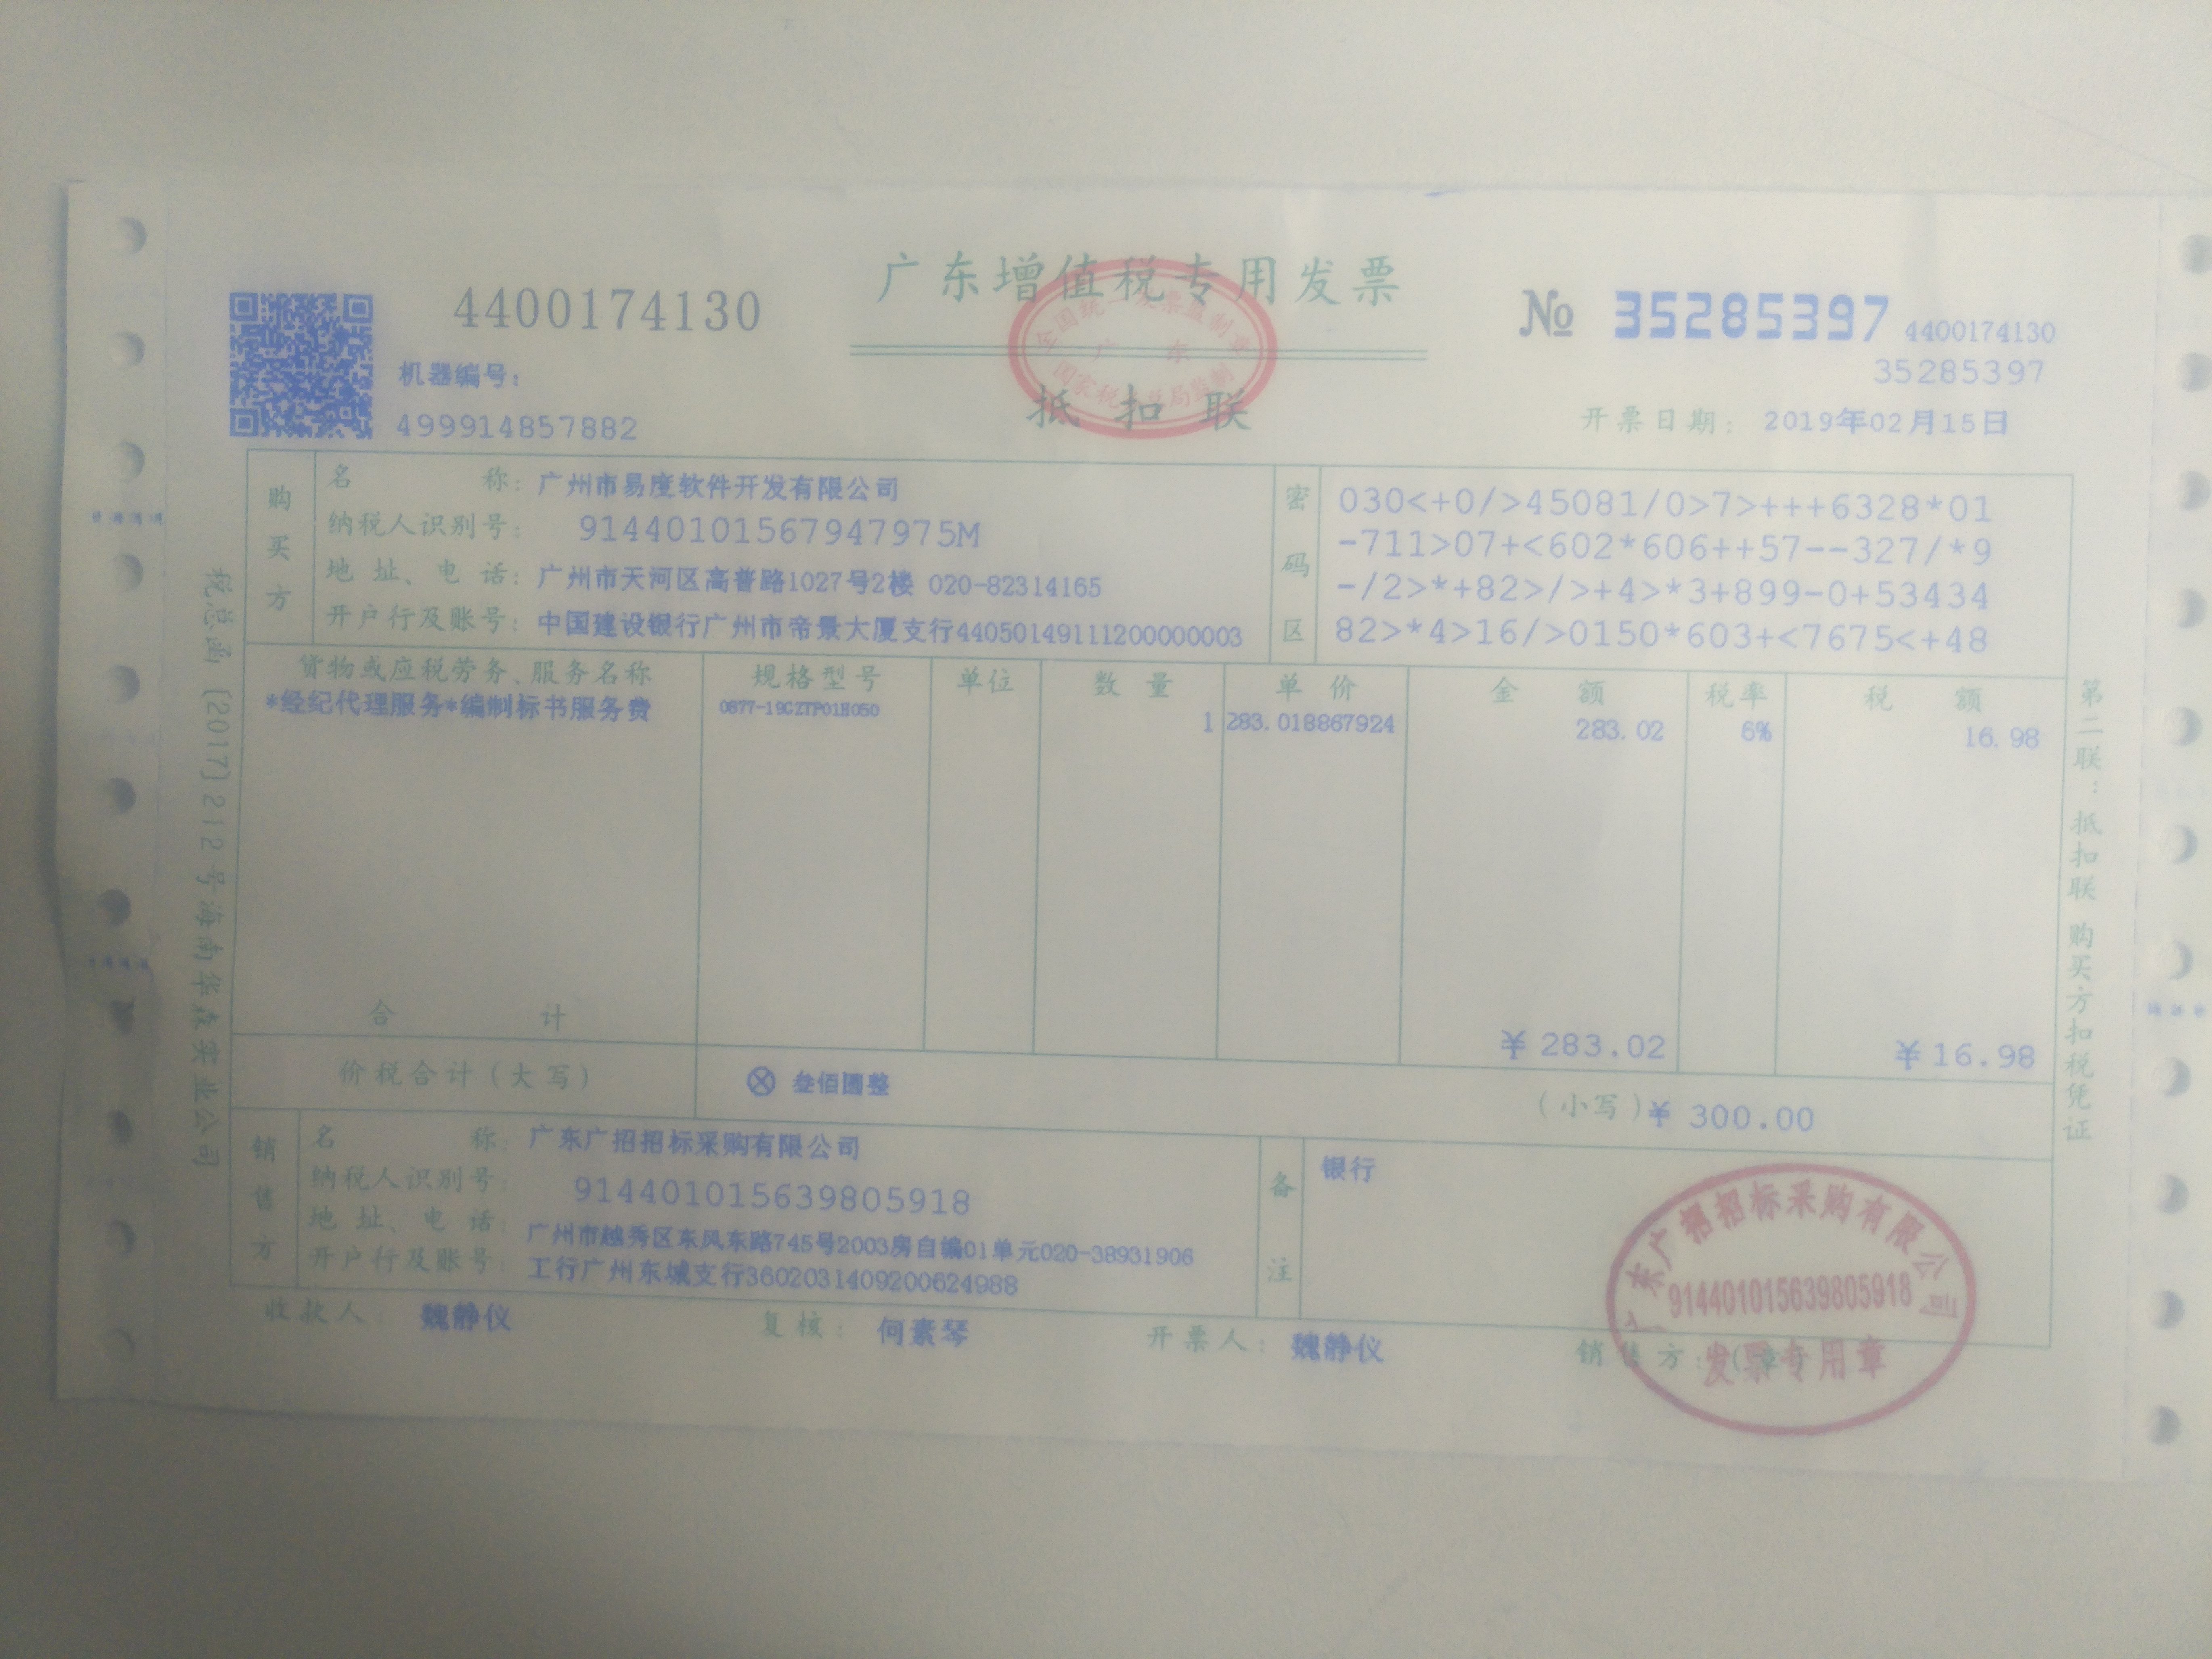 广东增值税专用发票
4400174130
№ 35285397
4400174130
35285397
机器编号:
499914857882
抵扣联
全国统一发票监制章
广东
国家税务总局监制
开票日期: 2019年02月15日
购买方
名称: 广州市易度软件开发有限公司
纳税人识别号: 91440101567947975M
地址、电话: 广州市天河区高普路1027号2楼 020-82314165
开户行及账号: 中国建设银行广州市帝景大厦支行44050149111200000003
密码区
030<+0/>45081/0>7>+++6328*01
-711>07+<602*606++57--327/*9
-/2>*+82>/>+4>*3+899-0+53434
82>*4>16/>0150*603+<7675<+48
货物或应税劳务、服务名称 规格型号 单位 数量 单价 金额 税率 税额
*经纪代理服务*编制标书服务费 0877-19GZTP01H050 1 283.018867924 283.02 6% 16.98
合计 ¥283.02 ¥16.98
价税合计(大写) ⊗ 叁佰圆整 (小写)¥300.00
销售方
名称: 广东广招招标采购有限公司
纳税人识别号: 914401015639805918
地址、电话: 广州市越秀区东风东路745号2003房自编01单元020-38931906
开户行及账号: 工行广州东城支行3602031409200624988
备注
银行
收款人: 魏静仪 复核: 何素琴 开票人: 魏静仪 销售方:(章)
广东广招招标采购有限公司
914401015639805918
发票专用章
税总函〔2017〕212号海南华森实业公司
第二联:抵扣联 购买方扣税凭证